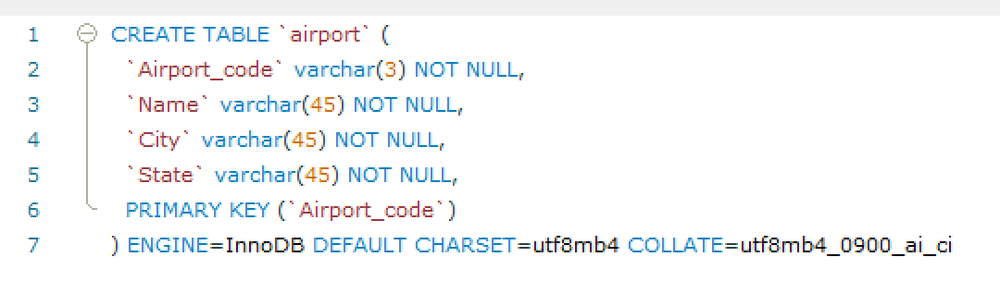 1 CREATE TABLE `airport` (
2 `Airport_code` varchar(3) NOT NULL,
3 `Name` varchar(45) NOT NULL,
4 `City` varchar(45) NOT NULL,
5 `State` varchar(45) NOT NULL,
6 PRIMARY KEY (`Airport_code`)
7 ) ENGINE=InnoDB DEFAULT CHARSET=utf8mb4 COLLATE=utf8mb4_0900_ai_ci